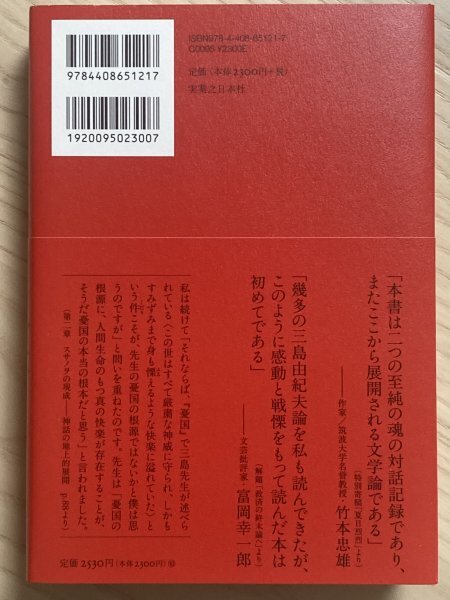 9784408651217
1920095023007
ISBN978-4-408-65121-7
C0095 ¥2300E
定価(本体2300円+税)
実業之日本社
「本書は二つの至純の魂の対話記録であり、
またここから展開される文学論である」
(特別寄稿「夏日烈烈」より)
――作家/筑波大学名誉教授・竹本忠雄
「幾多の三島由紀夫論を私も読んできたが、
このように感動と戦慄をもって読んだ本は
初めてである」
(解題「救済の終末論へ」より)
――文芸批評家・富岡幸一郎
私は続けて「それならば、『憂国』で三島先生が述べら
れている〈この世はすべて厳粛な神威に守られ、しかも
すみずみまで身も慄えるような快楽に溢れていた〉と
いう件こそが、先生の憂国の根源ではないかと僕は思
うのですが」と問いを重ねたのです。先生は「憂国の
根源に、人間生命のもつ真の快楽が存在することが、
そうだ憂国の本当の根本だと思う」と言われました。
(第二章 スサノヲの現成――神話の地上的展開 p.88より)
定価 2530円(本体2300円)⑩